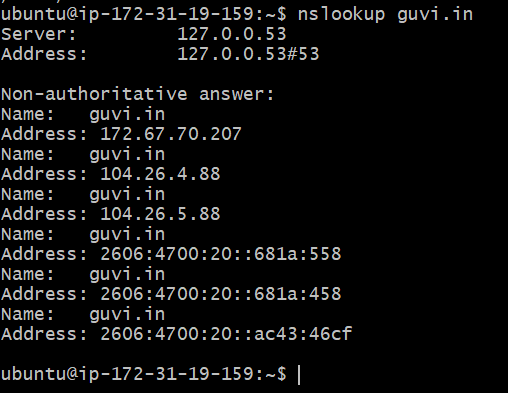 ubuntu@ip-172-31-19-159:~$ nslookup guvi.in
Server:         127.0.0.53
Address:        127.0.0.53#53

Non-authoritative answer:
Name:   guvi.in
Address: 172.67.70.207
Name:   guvi.in
Address: 104.26.4.88
Name:   guvi.in
Address: 104.26.5.88
Name:   guvi.in
Address: 2606:4700:20::681a:558
Name:   guvi.in
Address: 2606:4700:20::681a:458
Name:   guvi.in
Address: 2606:4700:20::ac43:46cf

ubuntu@ip-172-31-19-159:~$